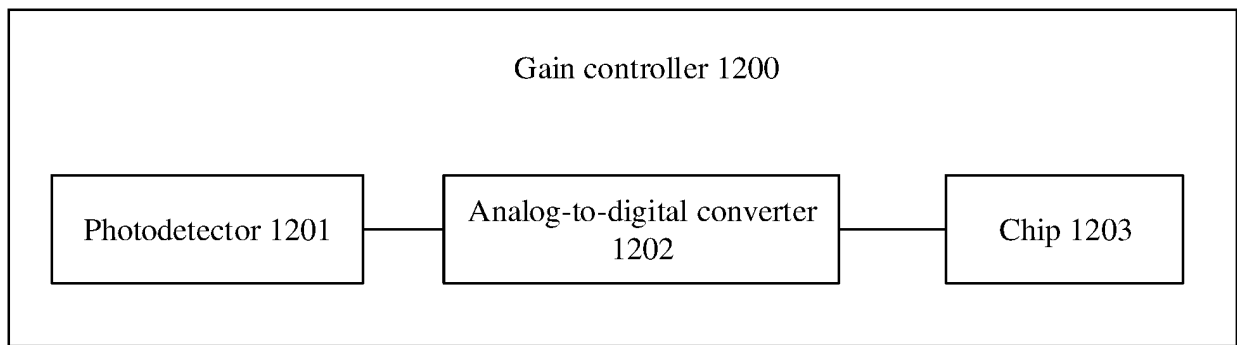 Gain controller 1200
Photodetector 1201
Analog-to-digital converter
1202
Chip 1203